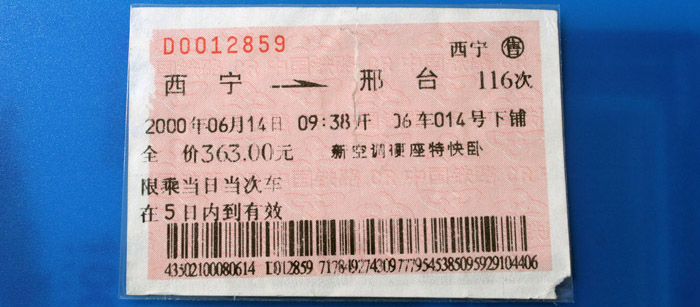 D0012859
西宁 售
西宁 → 邢台 116次
2000年06月14日 09:38开 06车014号下铺
全 价363.00元 新空调硬座特快卧
限乘当日当次车
在5日内到有效
43502100080614 D012859 7178492743097779545385095929104406